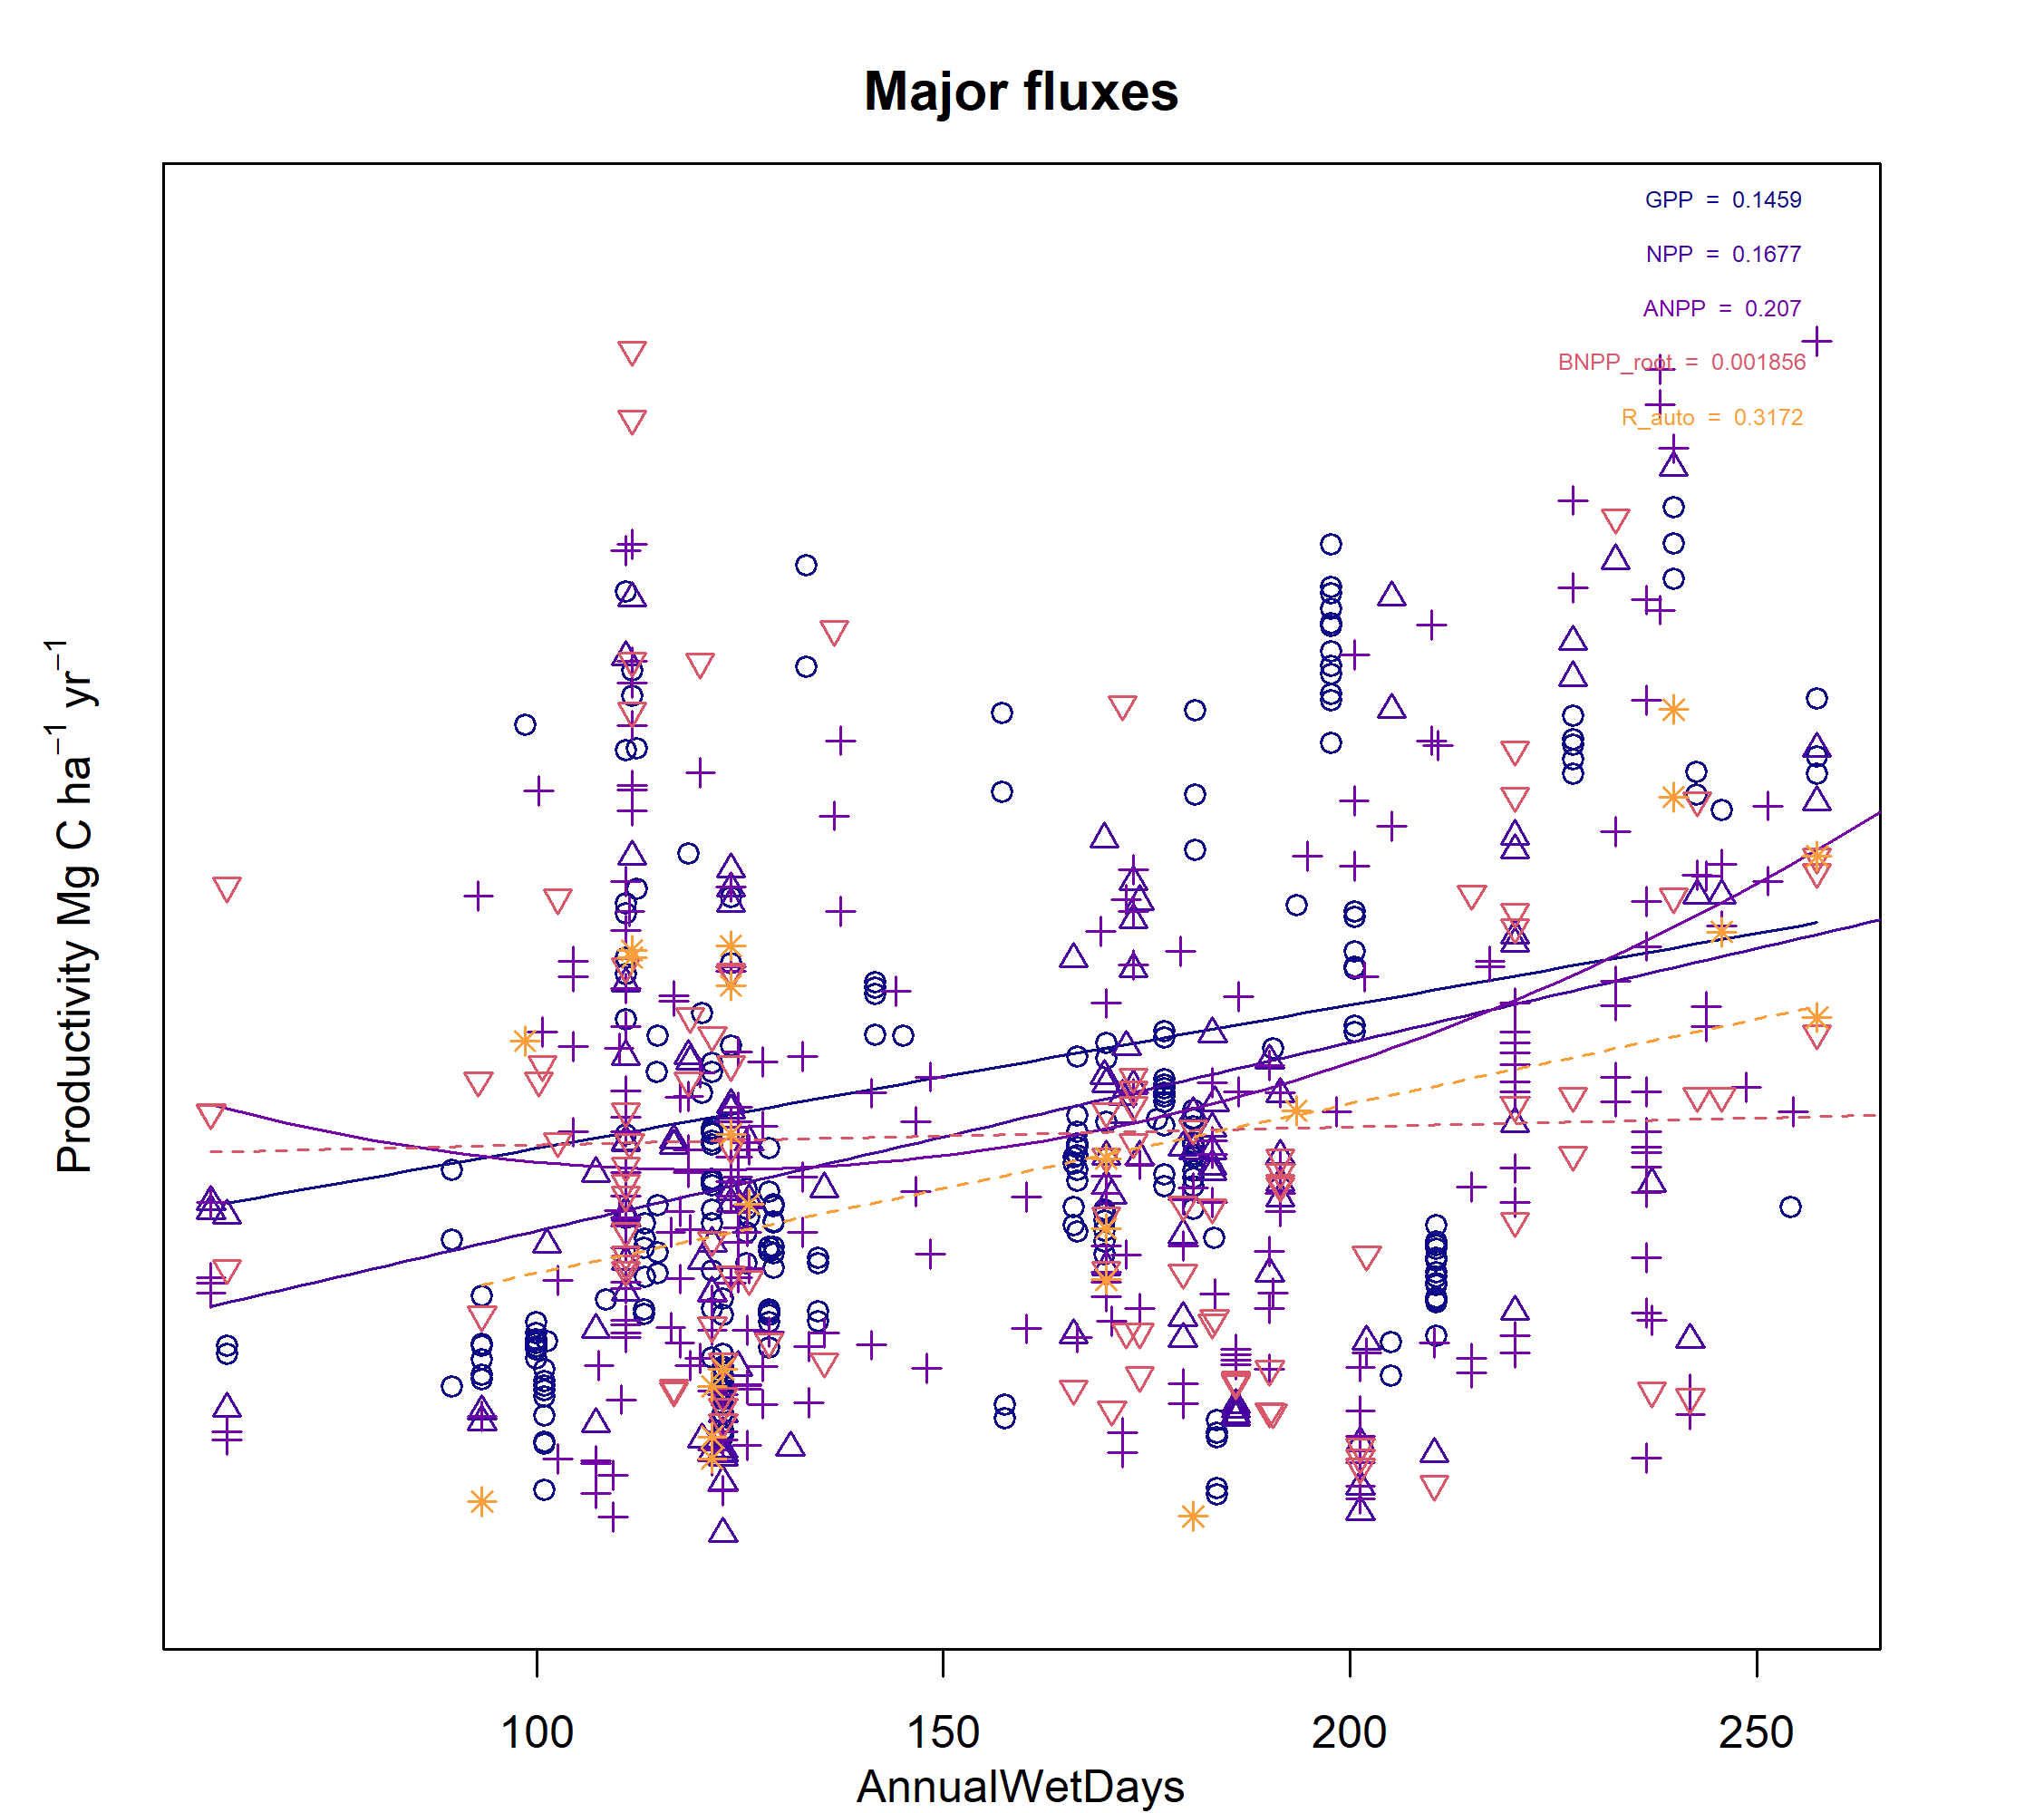 Major fluxes
GPP = 0.1459
NPP = 0.1677
ANPP = 0.207
BNPP_root = 0.001856
R_auto = 0.3172
Productivity Mg C ha⁻¹ yr⁻¹
100 150 200 250
AnnualWetDays